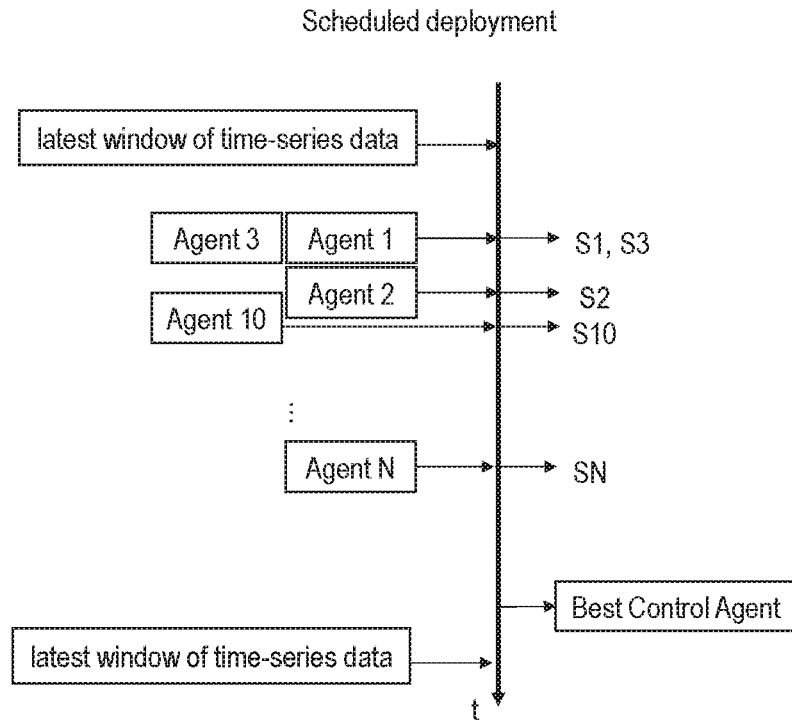 Scheduled deployment
latest window of time-series data
Agent 3 Agent 1 S1, S3
Agent 2 S2
Agent 10 S10
...
Agent N SN
Best Control Agent
latest window of time-series data
t